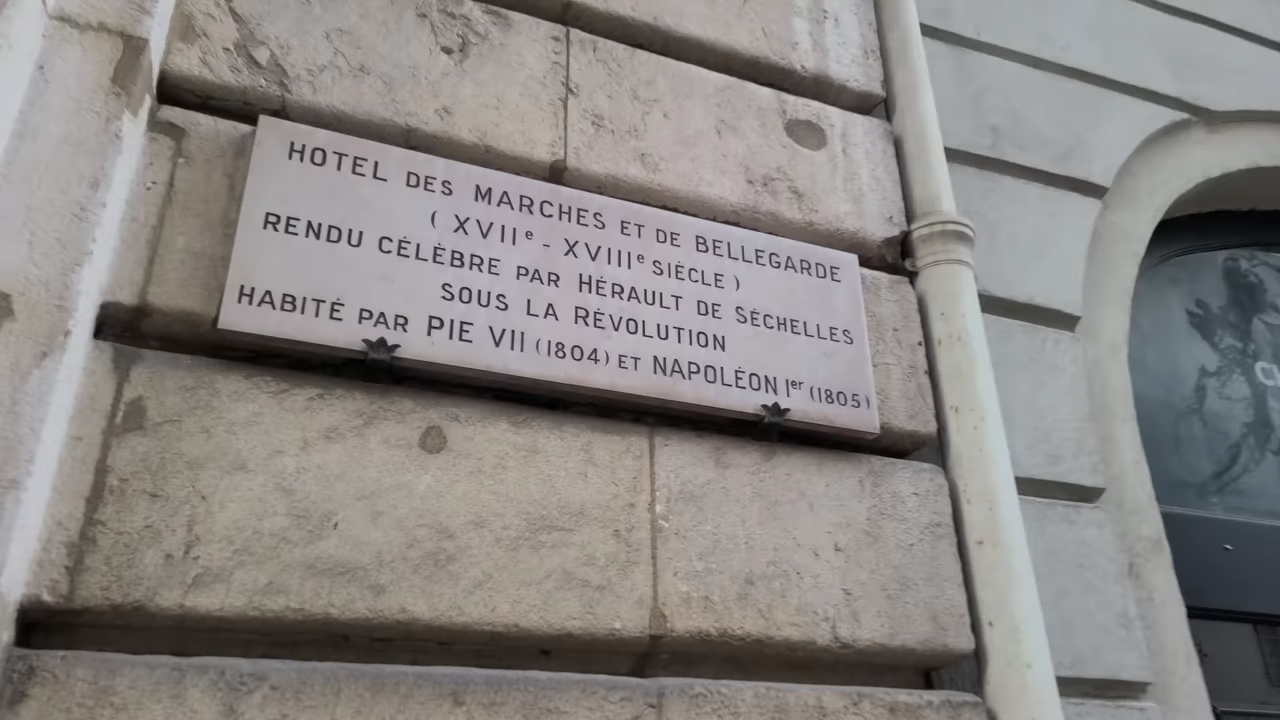 HOTEL DES MARCHES ET DE BELLEGARDE
( XVIIe - XVIIIe SIÈCLE )
RENDU CÉLÈBRE PAR HÉRAULT DE SÉCHELLES
SOUS LA RÉVOLUTION
HABITÉ PAR PIE VII (1804) ET NAPOLÉON Ier (1805)